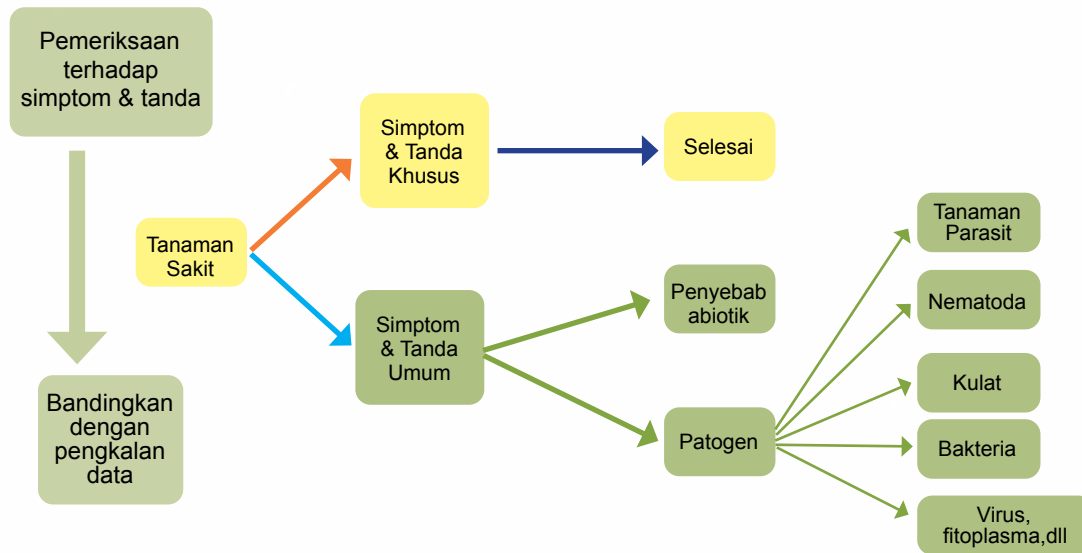 Pemeriksaan
terhadap
simptom & tanda
Bandingkan
dengan
pengkalan
data
Tanaman
Sakit
Simptom
& Tanda
Khusus
Selesai
Simptom
& Tanda
Umum
Penyebab
abiotik
Patogen
Tanaman
Parasit
Nematoda
Kulat
Bakteria
Virus,
fitoplasma,dll